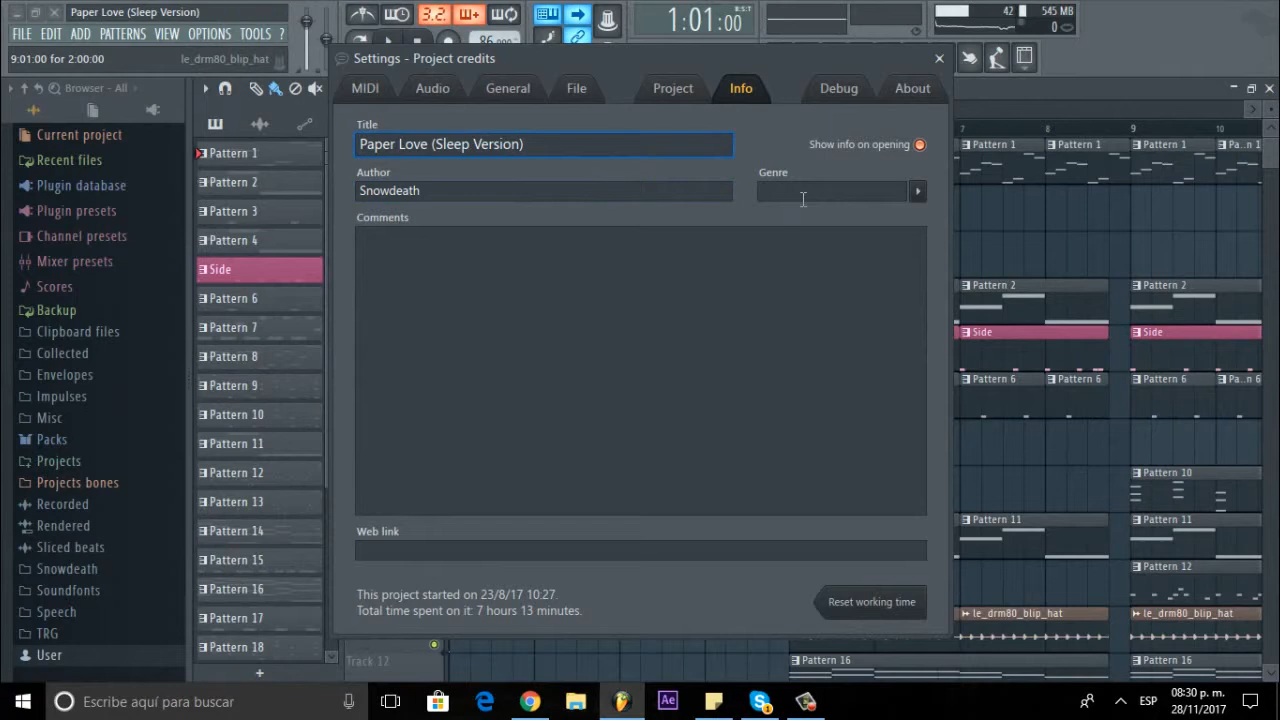 Paper Love (Sleep Version)
FILE EDIT ADD PATTERNS VIEW OPTIONS TOOLS ?
9:01:00 for 2:00:00
le_drm80_blip_hat
3.2.
1:01:00
B:S:T
42
545 MB
0
Browser - All
Current project
Recent files
Plugin database
Plugin presets
Channel presets
Mixer presets
Scores
Backup
Clipboard files
Collected
Envelopes
Impulses
Misc
Packs
Projects
Projects bones
Recorded
Rendered
Sliced beats
Snowdeath
Soundfonts
Speech
TRG
User
Pattern 1
Pattern 2
Pattern 3
Pattern 4
Side
Pattern 6
Pattern 7
Pattern 8
Pattern 9
Pattern 10
Pattern 11
Pattern 12
Pattern 13
Pattern 14
Pattern 15
Pattern 16
Pattern 17
Pattern 18
+
Settings - Project credits
MIDI Audio General File Project Info Debug About
Title
Paper Love (Sleep Version)
Show info on opening
Author
Snowdeath
Genre
Comments
Web link
This project started on 23/8/17 10:27.
Total time spent on it: 7 hours 13 minutes.
Reset working time
7 8 9 10
Pattern 1 Pa..n 1 Pattern 1 Pa..n 1
Pattern 2 Pattern 2
Side Side
Pattern 6 Pattern 6 Pattern 6 Pa..n 6
Pattern 10
Pattern 11 Pattern 11
Pattern 12
le_drm80_blip_hat le_drm80_blip_hat
Track 12
Pattern 16 Pattern 16
Escribe aquí para buscar
Ae
ESP
08:30 p. m.
28/11/2017